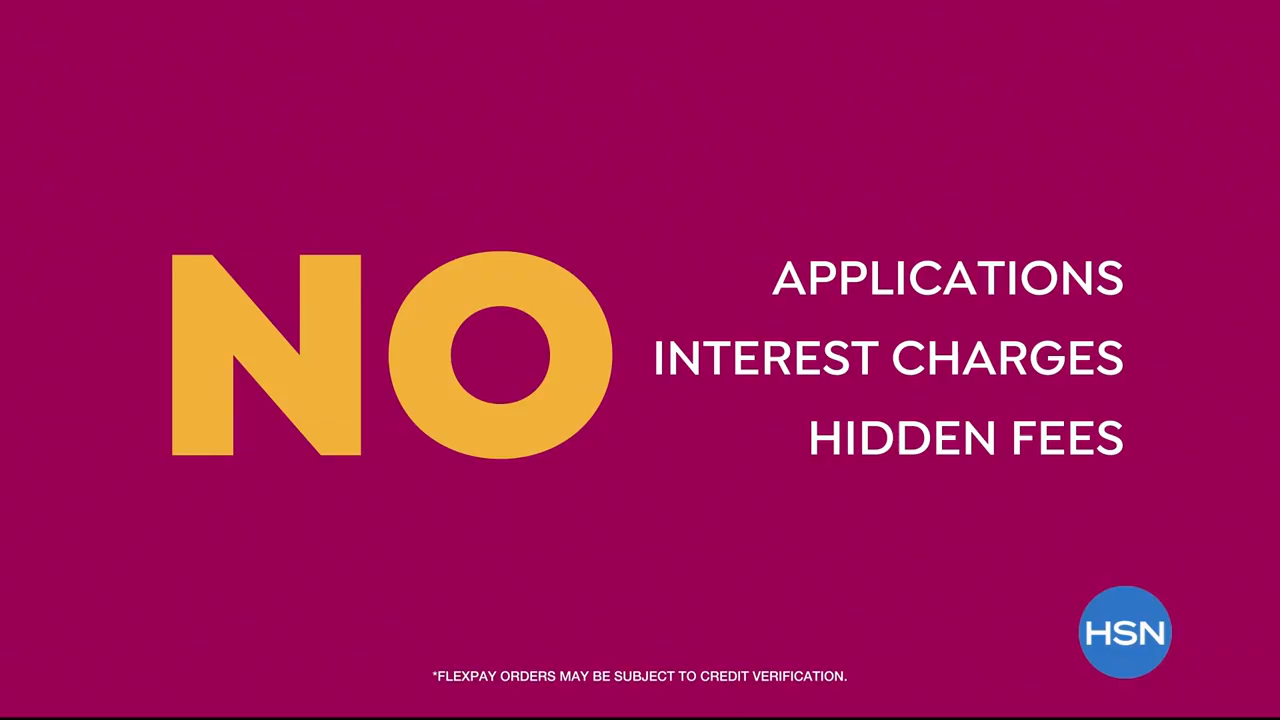 NO
APPLICATIONS
INTEREST CHARGES
HIDDEN FEES
HSN
*FLEXPAY ORDERS MAY BE SUBJECT TO CREDIT VERIFICATION.